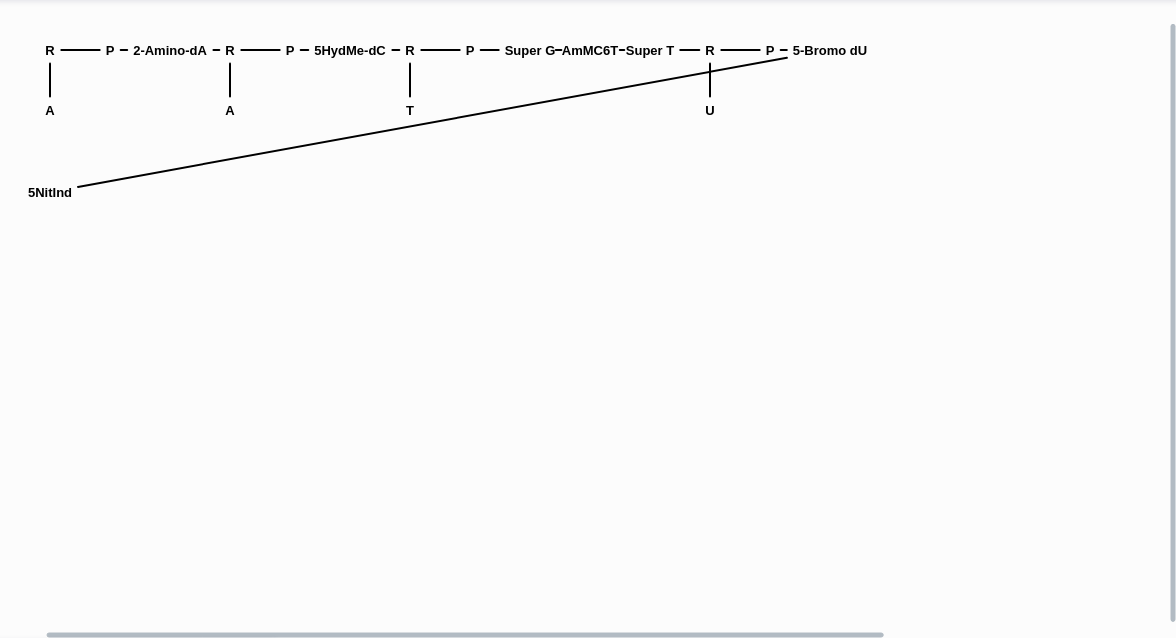 R P 2-Amino-dA R P 5HydMe-dC R P Super G AmMC6T Super T R P 5-Bromo dU
A A T U
5NitInd